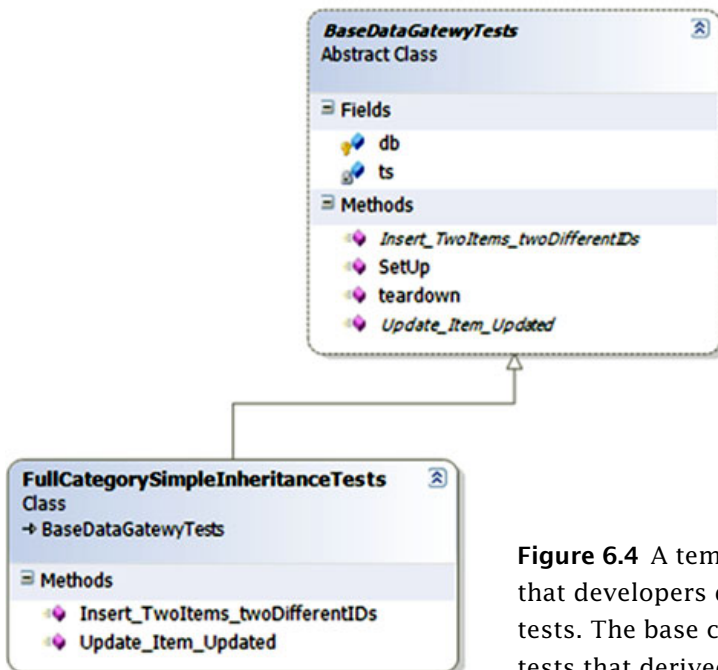 BaseDataGatewyTests
Abstract Class
Fields
db
ts
Methods
Insert_TwoItems_twoDifferentIDs
SetUp
teardown
Update_Item_Updated
FullCategorySimpleInheritanceTests
Class
BaseDataGatewyTests
Methods
Insert_TwoItems_twoDifferentIDs
Update_Item_Updated
Figure 6.4 A tem
that developers
tests. The base c
tests that derive